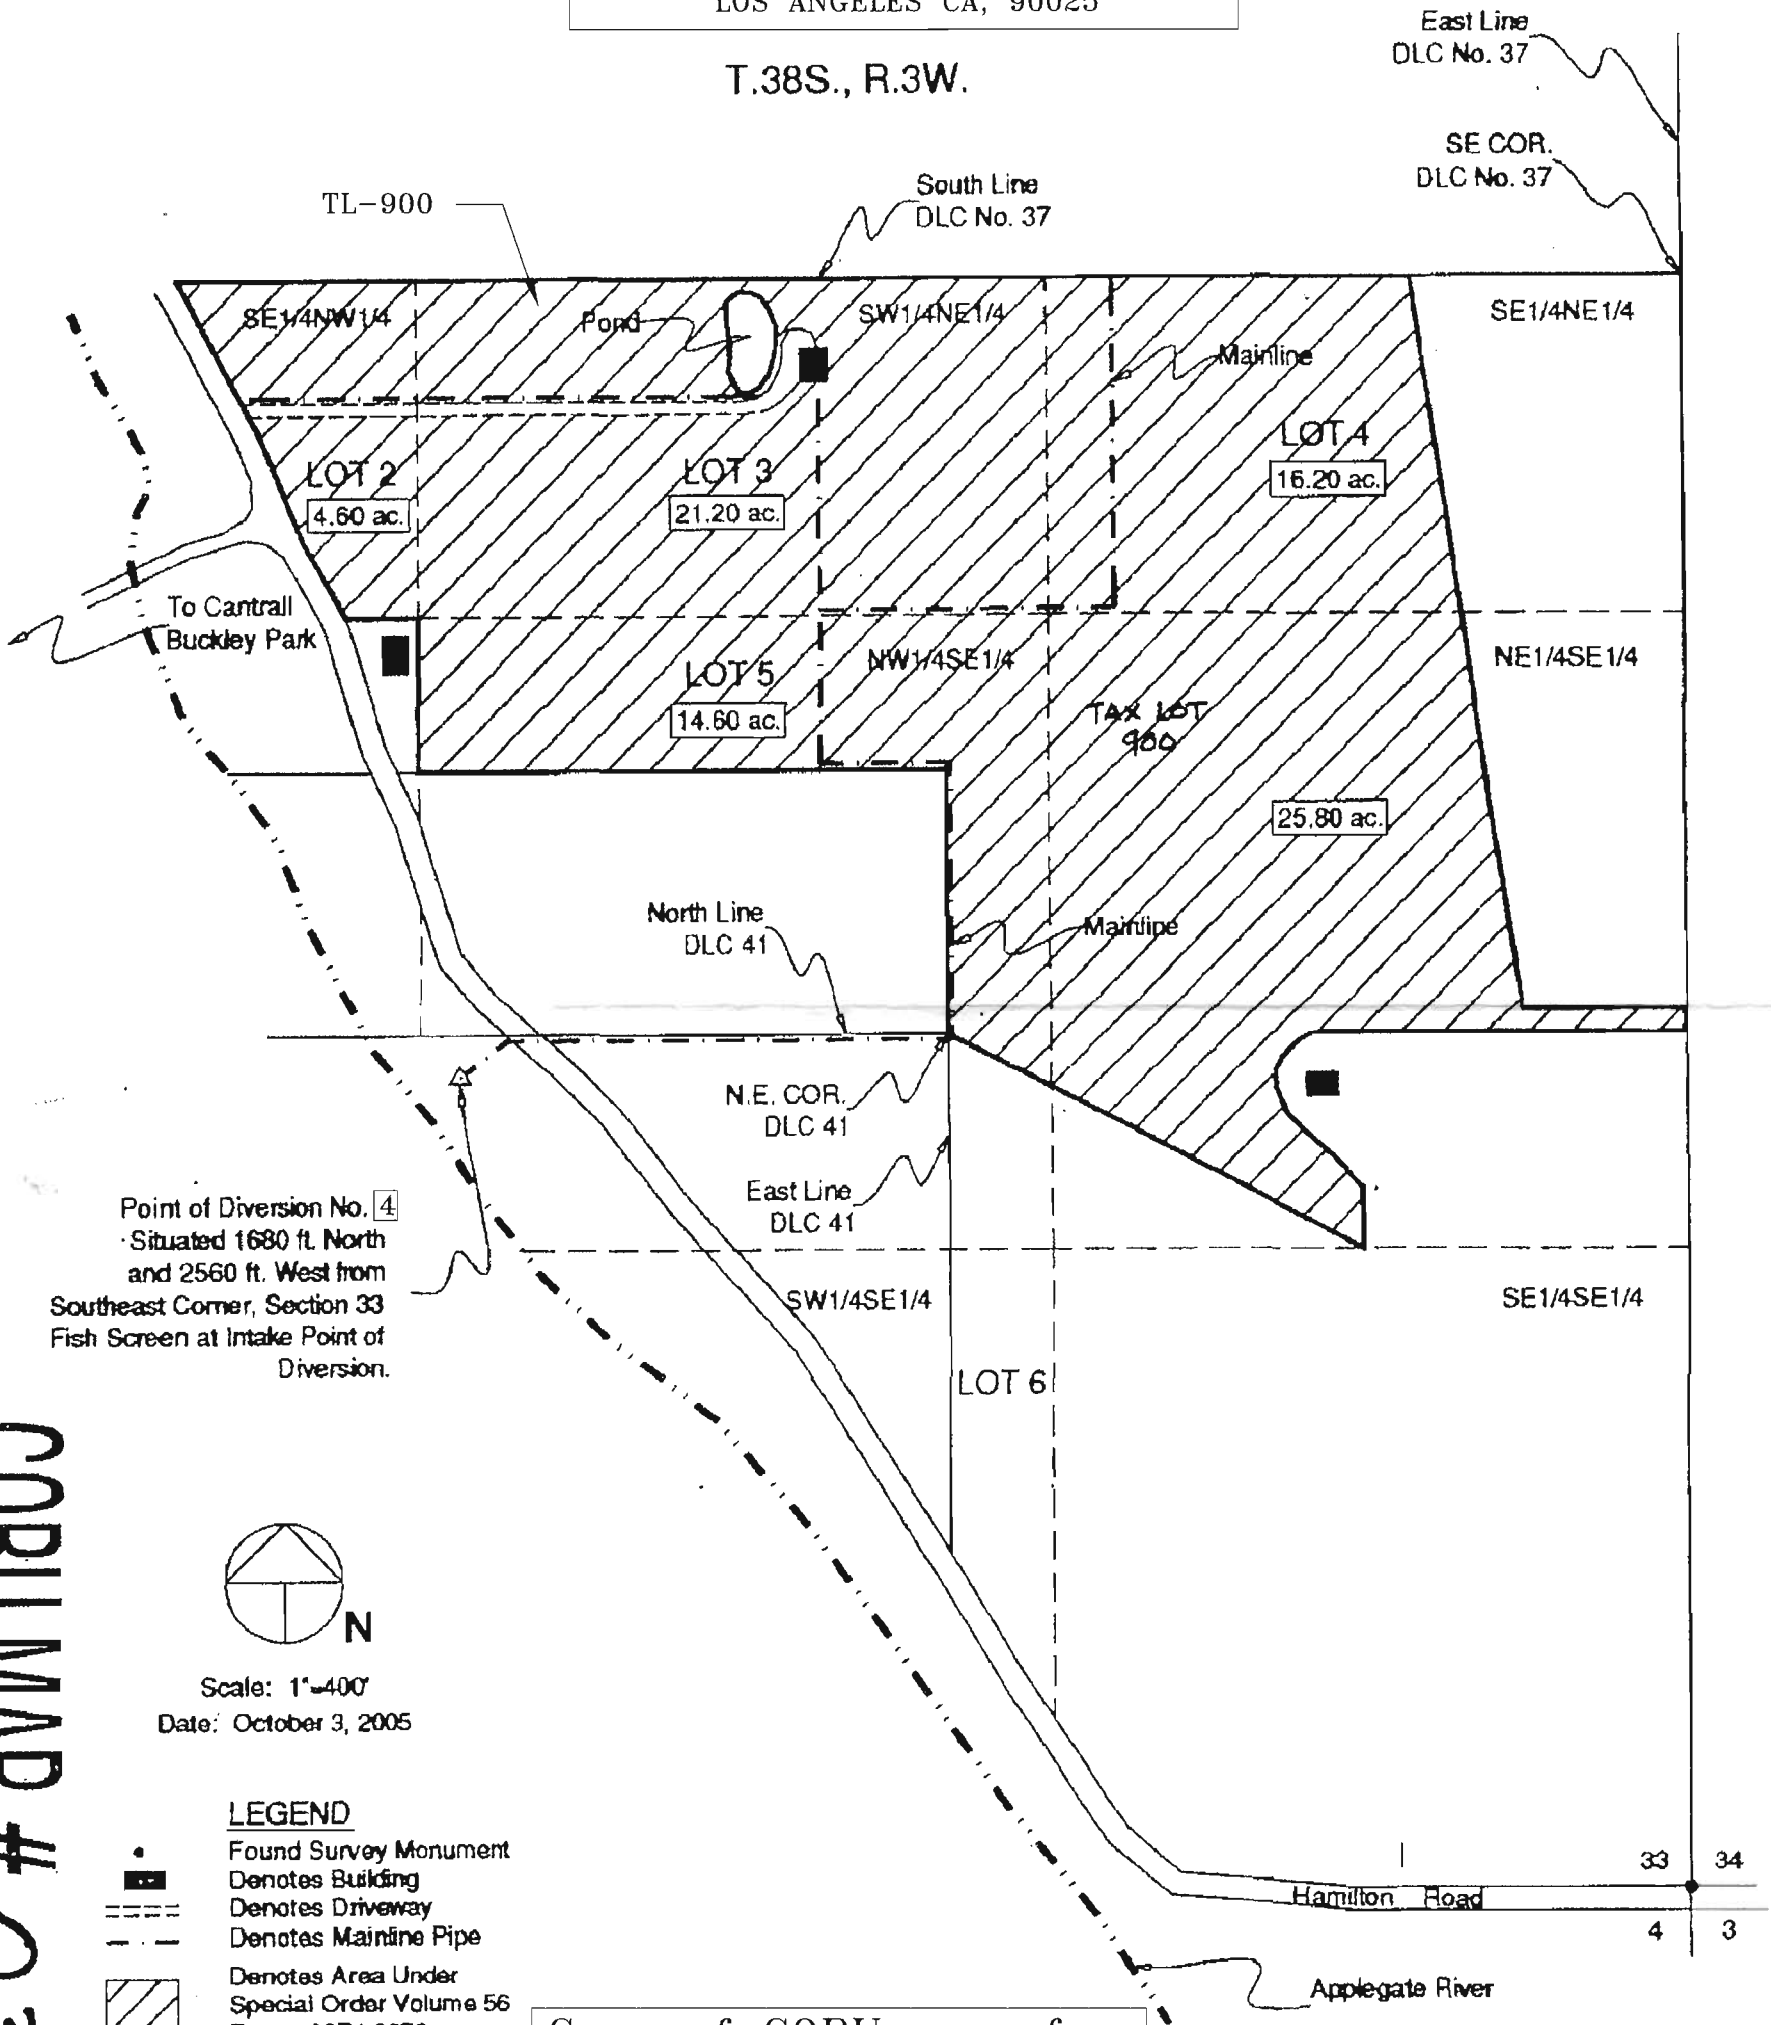 LOS ANGELES CA, 90025
T.38S., R.3W.
East Line
DLC No. 37
SE COR.
DLC No. 37
South Line
DLC No. 37
TL-900
SE1/4NW1/4
Pond
SW1/4NE1/4
SE1/4NE1/4
Mainline
LOT 2
4.60 ac.
LOT 3
21.20 ac.
LOT 4
16.20 ac.
To Cantrall
Buckley Park
LOT 5
14.60 ac.
NW1/4SE1/4
NE1/4SE1/4
TAX LOT
900
25.80 ac.
North Line
DLC 41
Mainline
N.E. COR.
DLC 41
East Line
DLC 41
Point of Diversion No. 4
Situated 1680 ft. North
and 2560 ft. West from
Southeast Corner, Section 33
Fish Screen at Intake Point of
Diversion.
SW1/4SE1/4
SE1/4SE1/4
LOT 6
N
Scale: 1"=400'
Date: October 3, 2005
LEGEND
Found Survey Monument
Denotes Building
Denotes Driveway
Denotes Mainline Pipe
Denotes Area Under
Special Order Volume 56
33 34
Hamilton Road
4 3
Applegate River